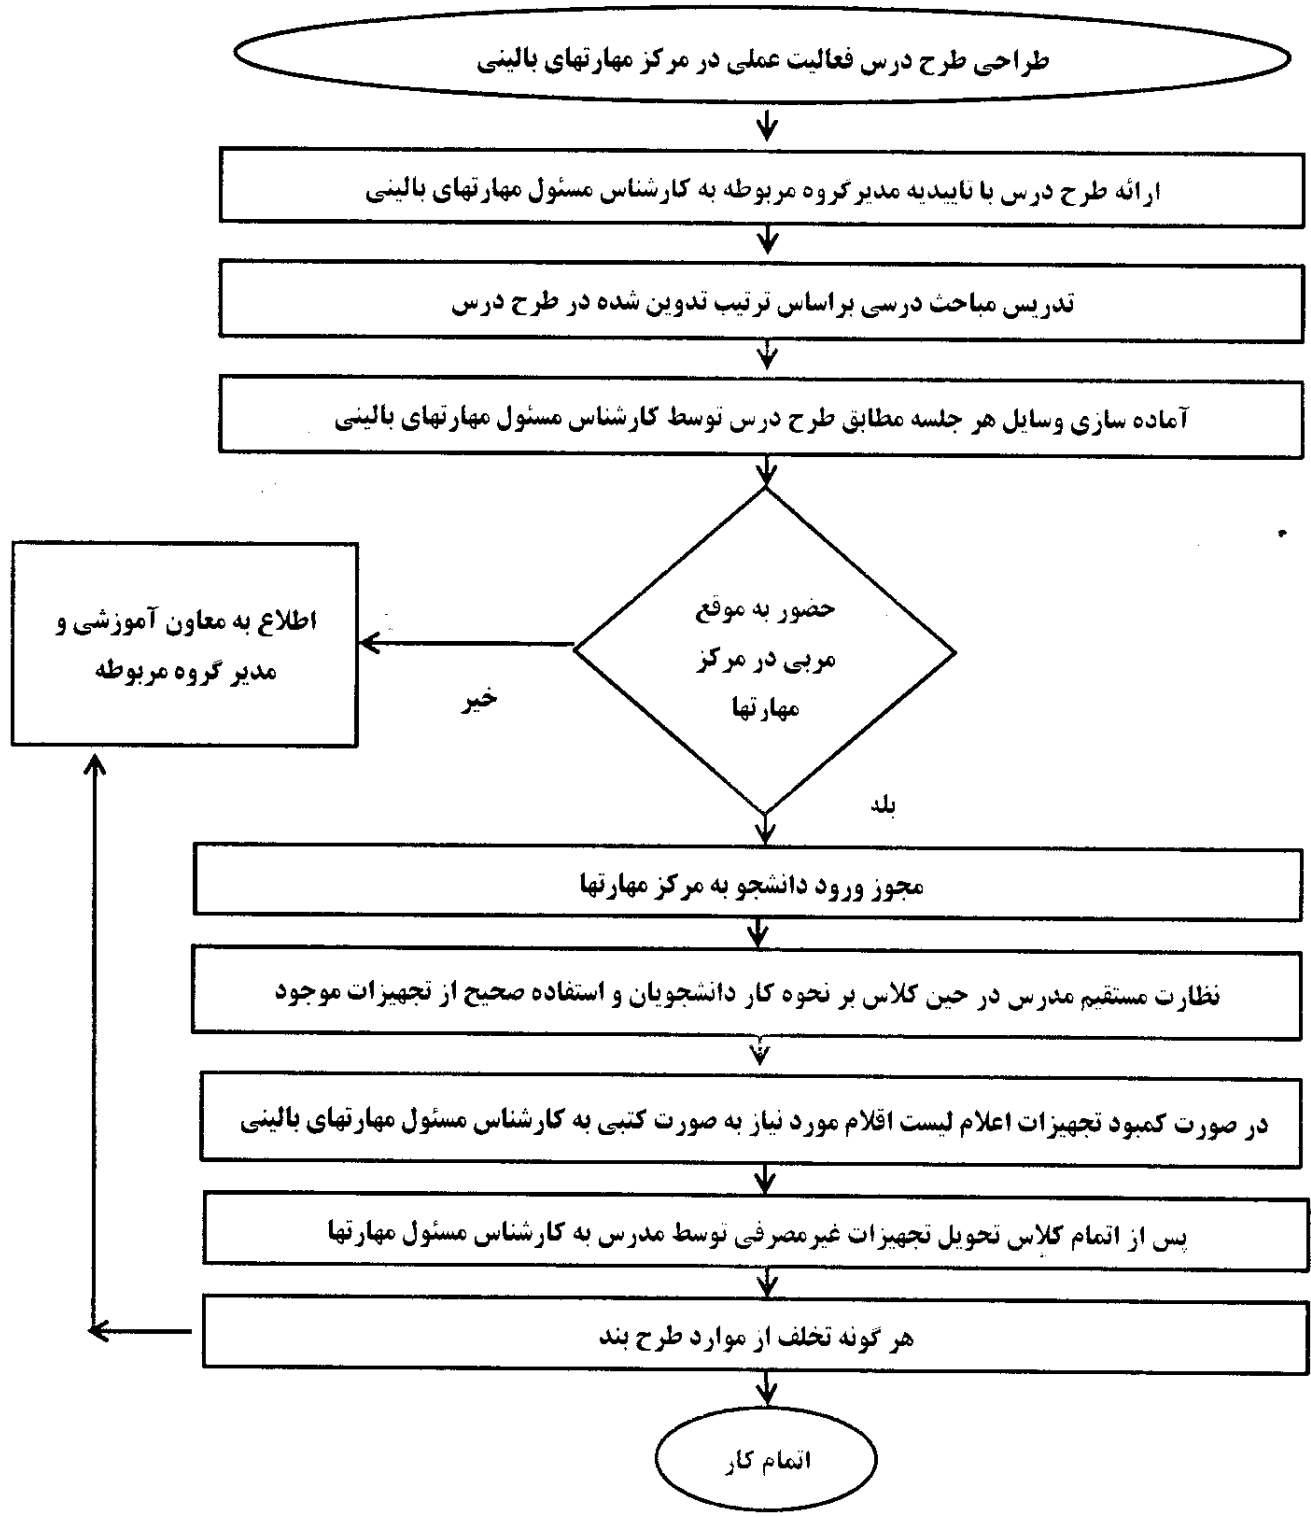 طراحی طرح درس فعالیت عملی در مرکز مهارتهای بالینی
ارائه طرح درس با تاییدیه مدیرگروه مربوطه به کارشناس مسئول مهارتهای بالینی
تدریس مباحث درسی براساس ترتیب تدوین شده در طرح درس
آماده سازی وسایل هر جلسه مطابق طرح درس توسط کارشناس مسئول مهارتهای بالینی
حضور به موقع
مربی در مرکز
مهارتها
اطلاع به معاون آموزشی و
مدیر گروه مربوطه
خیر
بله
مجوز ورود دانشجو به مرکز مهارتها
نظارت مستقیم مدرس در حین کلاس بر نحوه کار دانشجویان و استفاده صحیح از تجهیزات موجود
در صورت کمبود تجهیزات اعلام لیست اقلام مورد نیاز به صورت کتبی به کارشناس مسئول مهارتهای بالینی
پس از اتمام کلاس تحویل تجهیزات غیرمصرفی توسط مدرس به کارشناس مسئول مهارتها
هر گونه تخلف از موارد طرح بند
اتمام کار